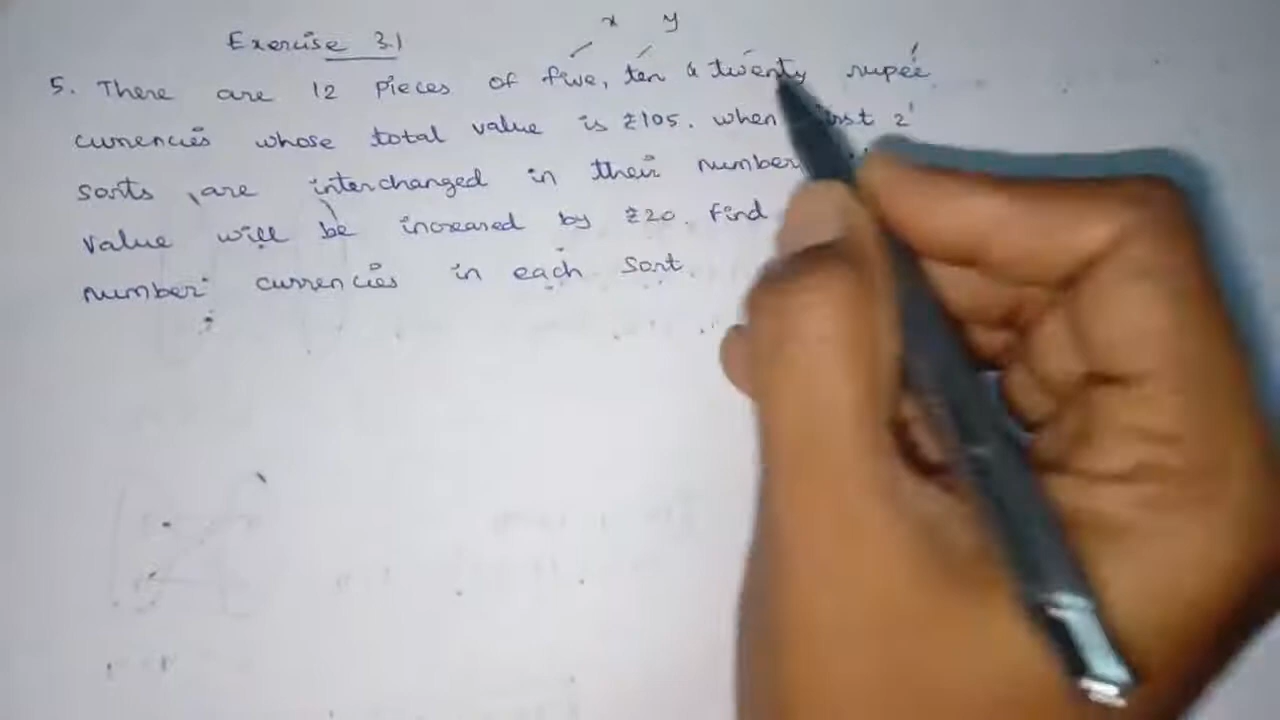 x y
Exercise 3.1
5. There are 12 pieces of five, ten & twenty rupee
currencies whose total value is ₹105. when first 2
sorts are interchanged in their number
value will be increased by ₹20. Find
number currencies in each sort.